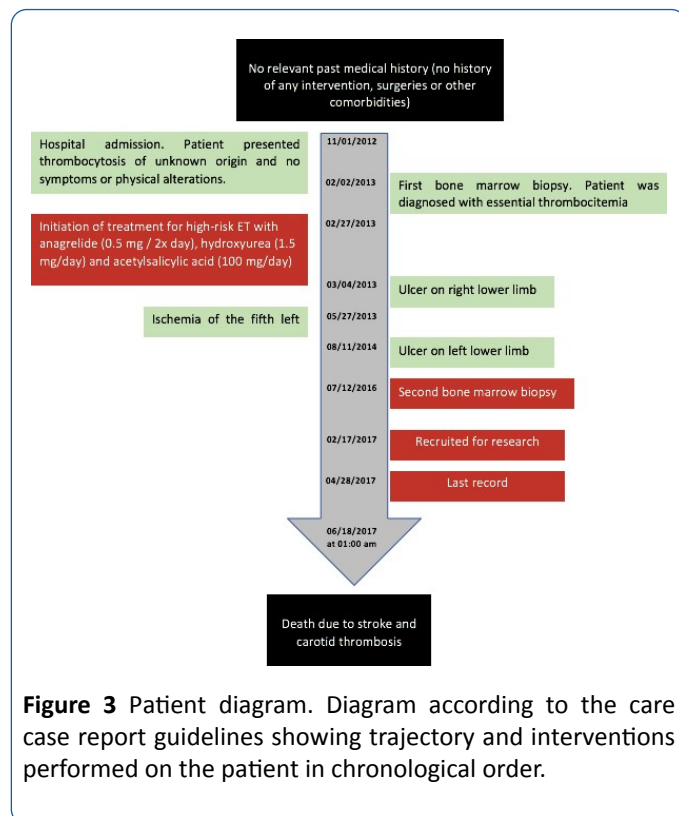 No relevant past medical history (no history
of any intervention, surgeries or other
comorbidities)
11/01/2012
Hospital admission. Patient presented
thrombocytosis of unknown origin and no
symptoms or physical alterations.
02/02/2013
First bone marrow biopsy. Patient was
diagnosed with essential thrombocitemia
02/27/2013
Initiation of treatment for high-risk ET with
anagrelide (0.5 mg / 2x day), hydroxyurea (1.5
mg/day) and acetylsalicylic acid (100 mg/day)
03/04/2013
Ulcer on right lower limb
05/27/2013
Ischemia of the fifth left
08/11/2014
Ulcer on left lower limb
07/12/2016
Second bone marrow biopsy
02/17/2017
Recruited for research
04/28/2017
Last record
06/18/2017
at 01:00 am
Death due to stroke and
carotid thrombosis
Figure 3 Patient diagram. Diagram according to the care
case report guidelines showing trajectory and interventions
performed on the patient in chronological order.